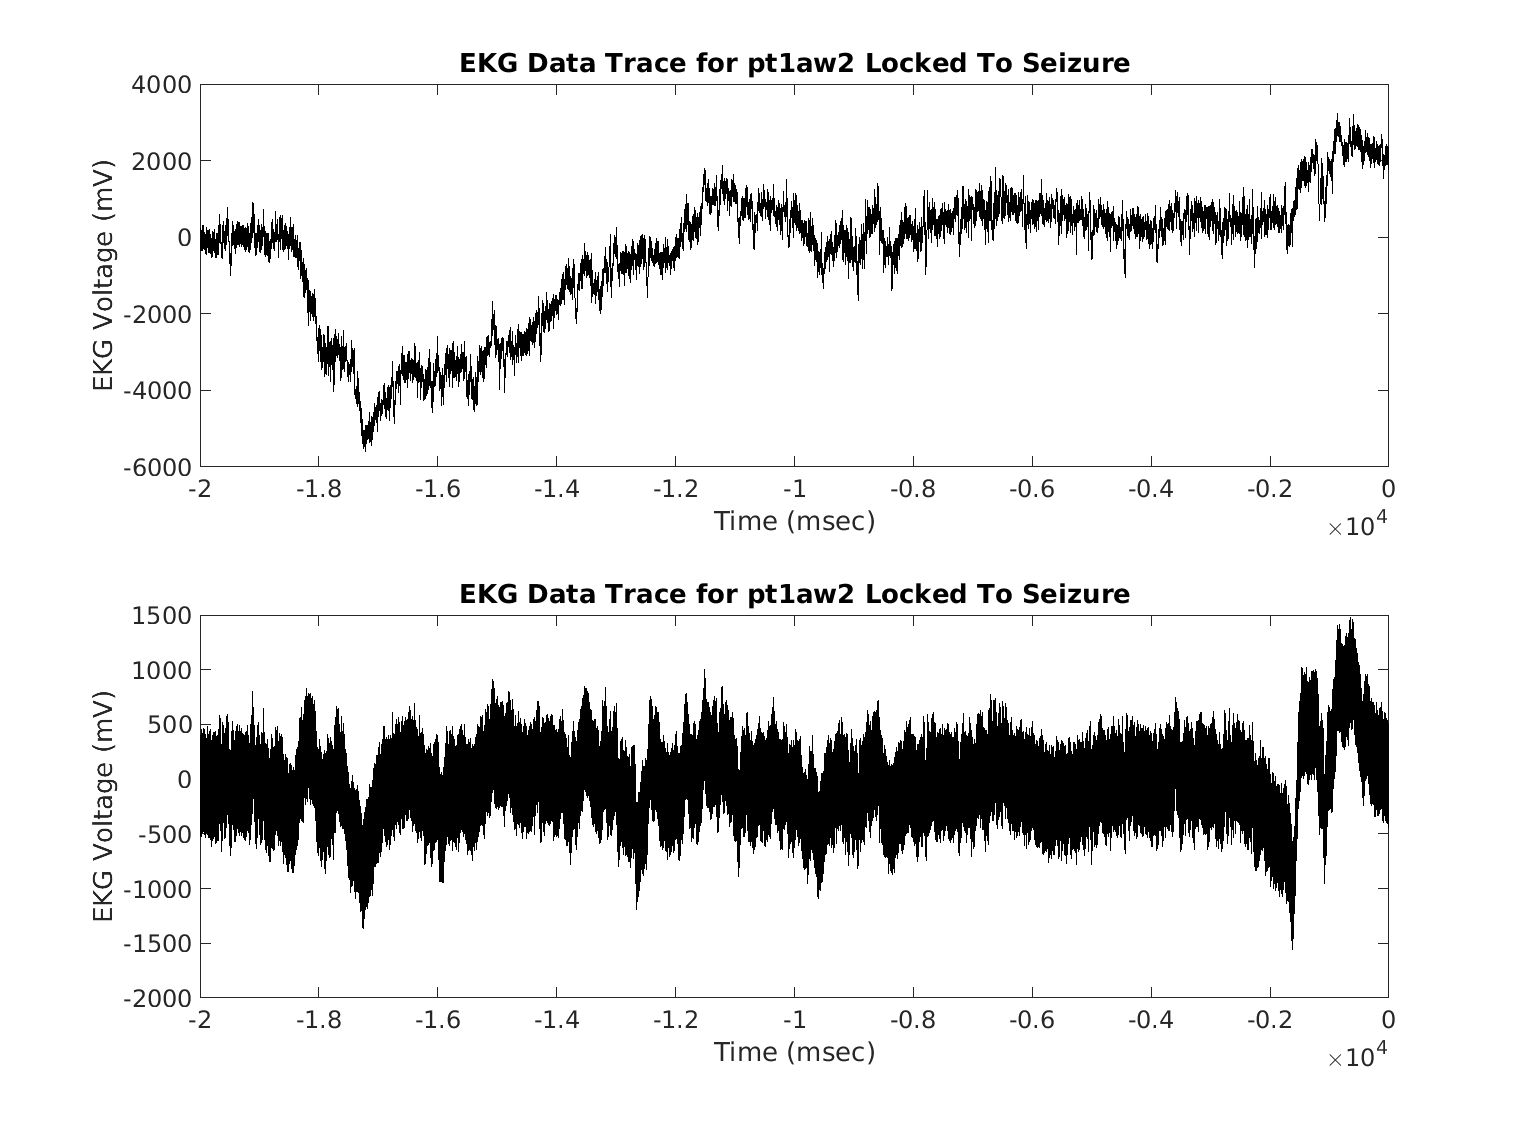 EKG Data Trace for pt1aw2 Locked To Seizure
4000
2000
0
-2000
-4000
-6000
EKG Voltage (mV)
-2 -1.8 -1.6 -1.4 -1.2 -1 -0.8 -0.6 -0.4 -0.2 0
Time (msec)
×10^4
EKG Data Trace for pt1aw2 Locked To Seizure
1500
1000
500
0
-500
-1000
-1500
-2000
EKG Voltage (mV)
-2 -1.8 -1.6 -1.4 -1.2 -1 -0.8 -0.6 -0.4 -0.2 0
Time (msec)
×10^4